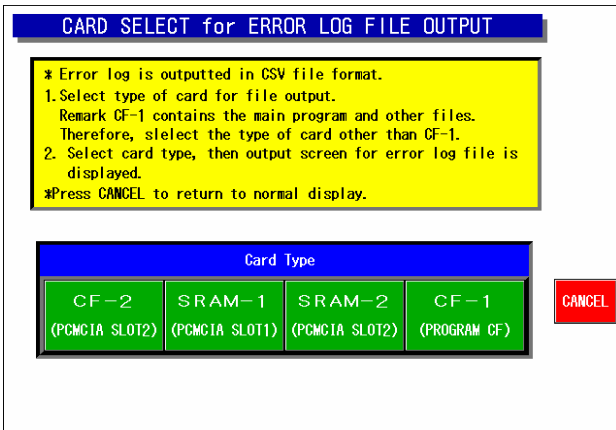 CARD SELECT for ERROR LOG FILE OUTPUT
* Error log is outputted in CSV file format.
1.Select type of card for file output.
Remark CF-1 contains the main program and other files.
Therefore, slelect the type of card other than CF-1.
2. Select card type, then output screen for error log file is
displayed.
*Press CANCEL to return to normal display.
Card Type
CF-2 SRAM-1 SRAM-2 CF-1
(PCMCIA SLOT2) (PCMCIA SLOT1) (PCMCIA SLOT2) (PROGRAM CF)
CANCEL